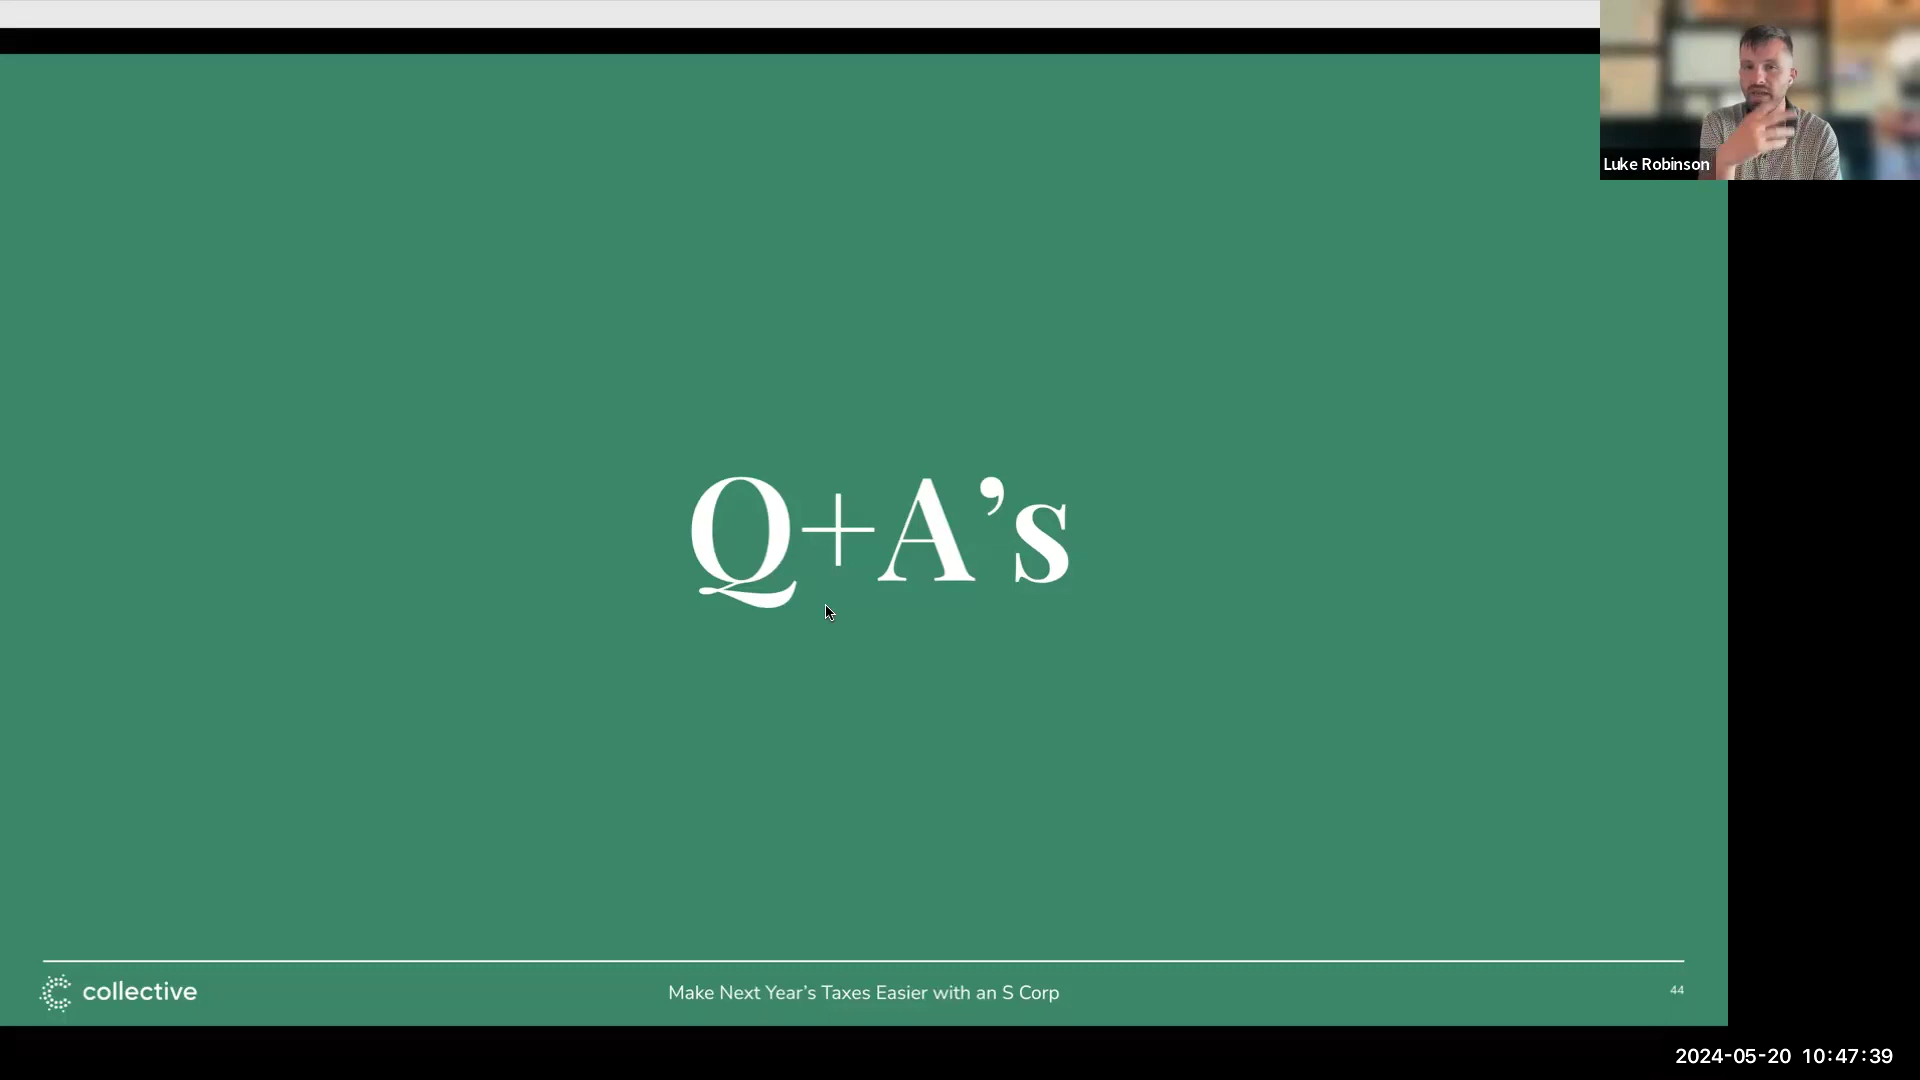 Luke Robinson
Q+A’s
collective
Make Next Year’s Taxes Easier with an S Corp
44
2024-05-20 10:47:39